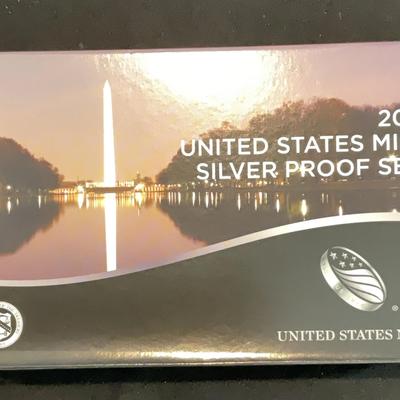 20
UNITED STATES MI
SILVER PROOF SE
®
UNITED STATES M